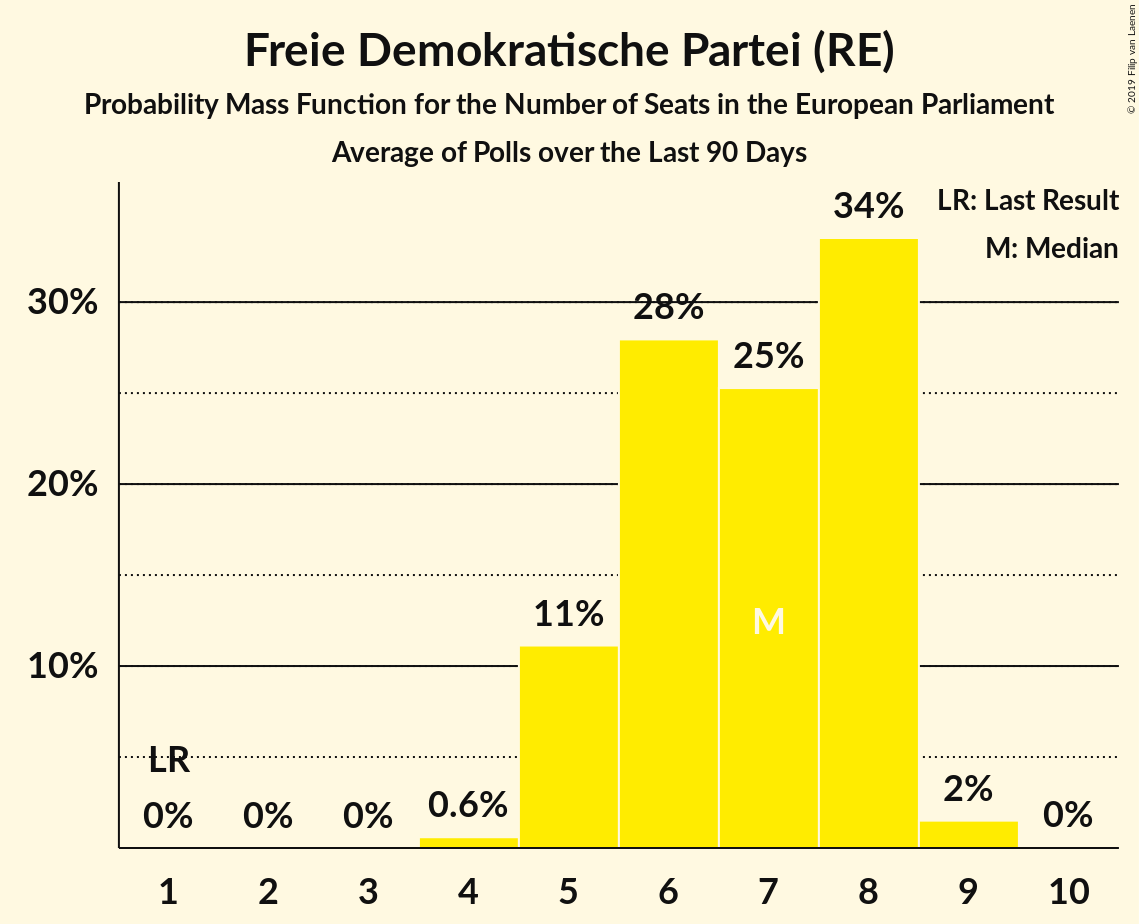 Freie Demokratische Partei (RE)
Probability Mass Function for the Number of Seats in the European Parliament
Average of Polls over the Last 90 Days
© 2019 Filip van Laenen
LR: Last Result
M: Median
34%
30%
28%
25%
20%
11%
M
10%
LR
0%
0%
0%
0.6%
2%
0%
1 2 3 4 5 6 7 8 9 10